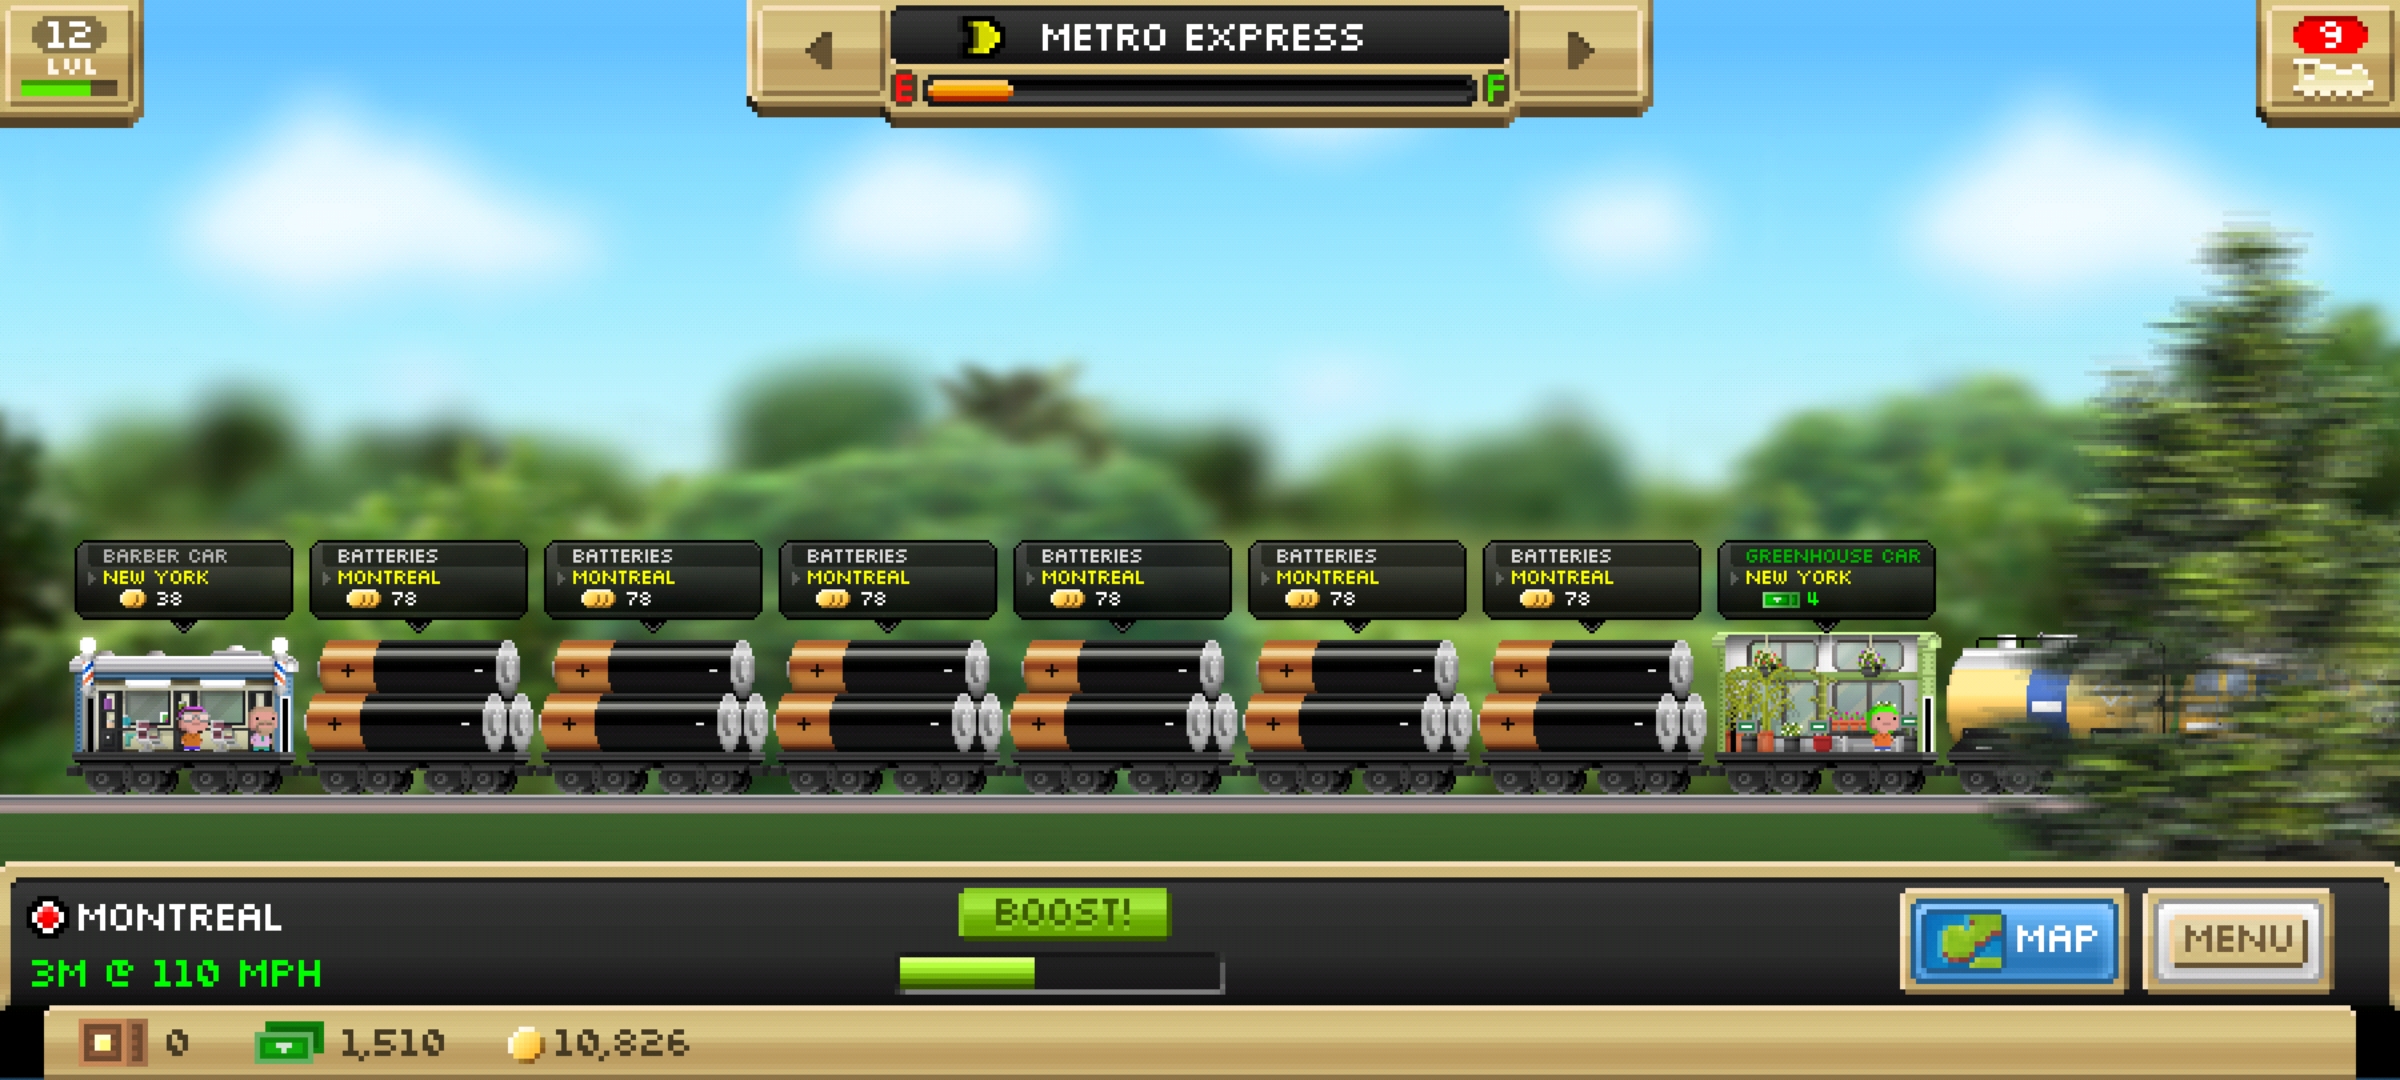 12
LVL
METRO EXPRESS
E F
9
BARBER CAR
NEW YORK
38
BATTERIES
MONTREAL
78
BATTERIES
MONTREAL
78
BATTERIES
MONTREAL
78
BATTERIES
MONTREAL
78
BATTERIES
MONTREAL
78
BATTERIES
MONTREAL
78
GREENHOUSE CAR
NEW YORK
4
MONTREAL
3M @ 110 MPH
BOOST!
MAP
MENU
0
1,510
10,826